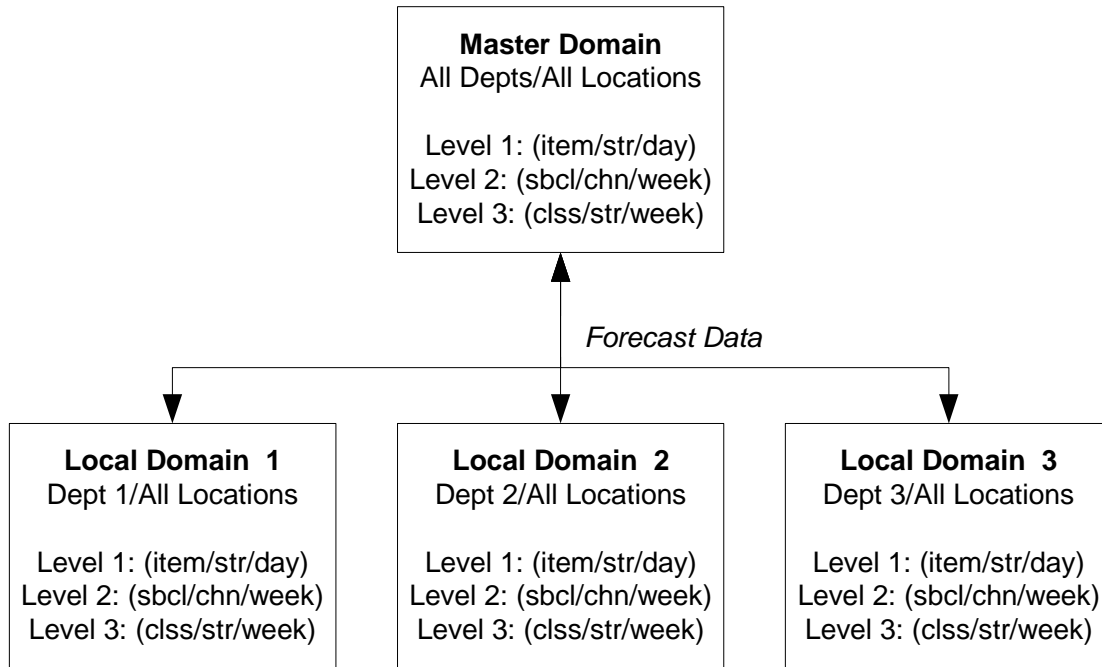 Master Domain
All Depts/All Locations
Level 1: (item/str/day)
Level 2: (sbcl/chn/week)
Level 3: (clss/str/week)
Forecast Data
Local Domain  1
Dept 1/All Locations
Level 1: (item/str/day)
Level 2: (sbcl/chn/week)
Level 3: (clss/str/week)
Local Domain  2
Dept 2/All Locations
Level 1: (item/str/day)
Level 2: (sbcl/chn/week)
Level 3: (clss/str/week)
Local Domain  3
Dept 3/All Locations
Level 1: (item/str/day)
Level 2: (sbcl/chn/week)
Level 3: (clss/str/week)